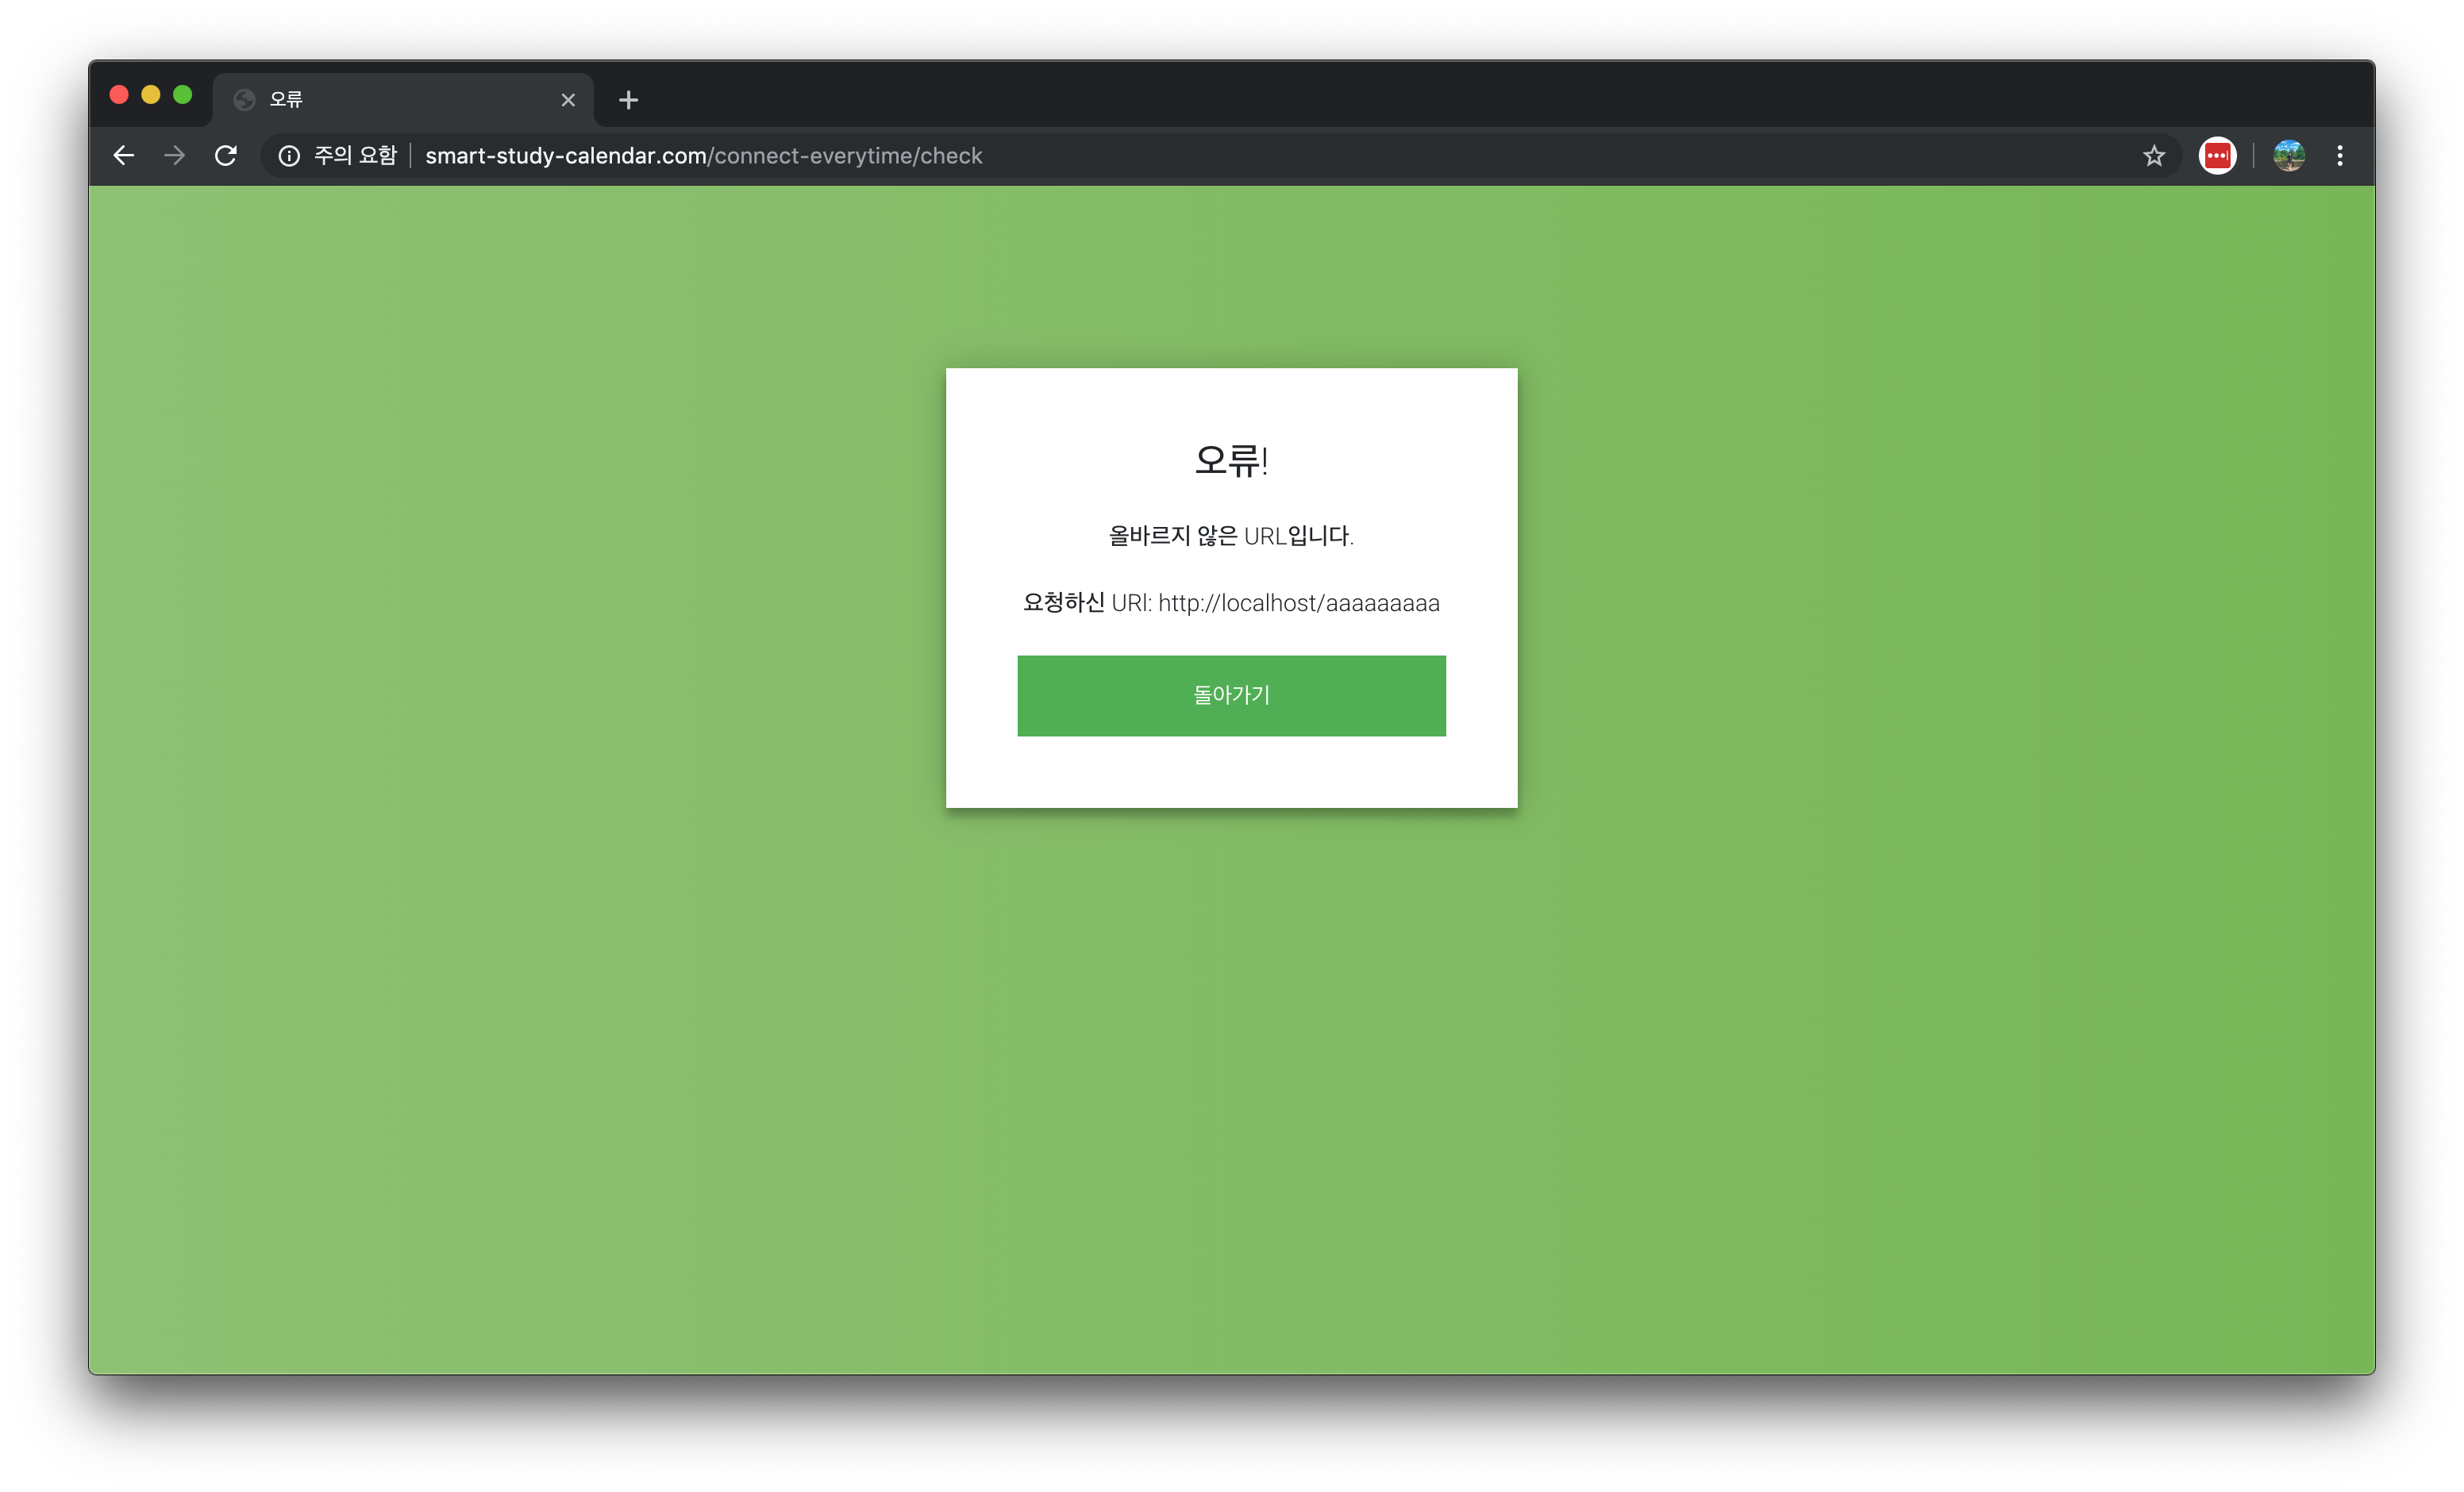 오류
주의 요함 smart-study-calendar.com/connect-everytime/check
오류!
올바르지 않은 URL입니다.
요청하신 URl: http://localhost/aaaaaaaaa
돌아가기